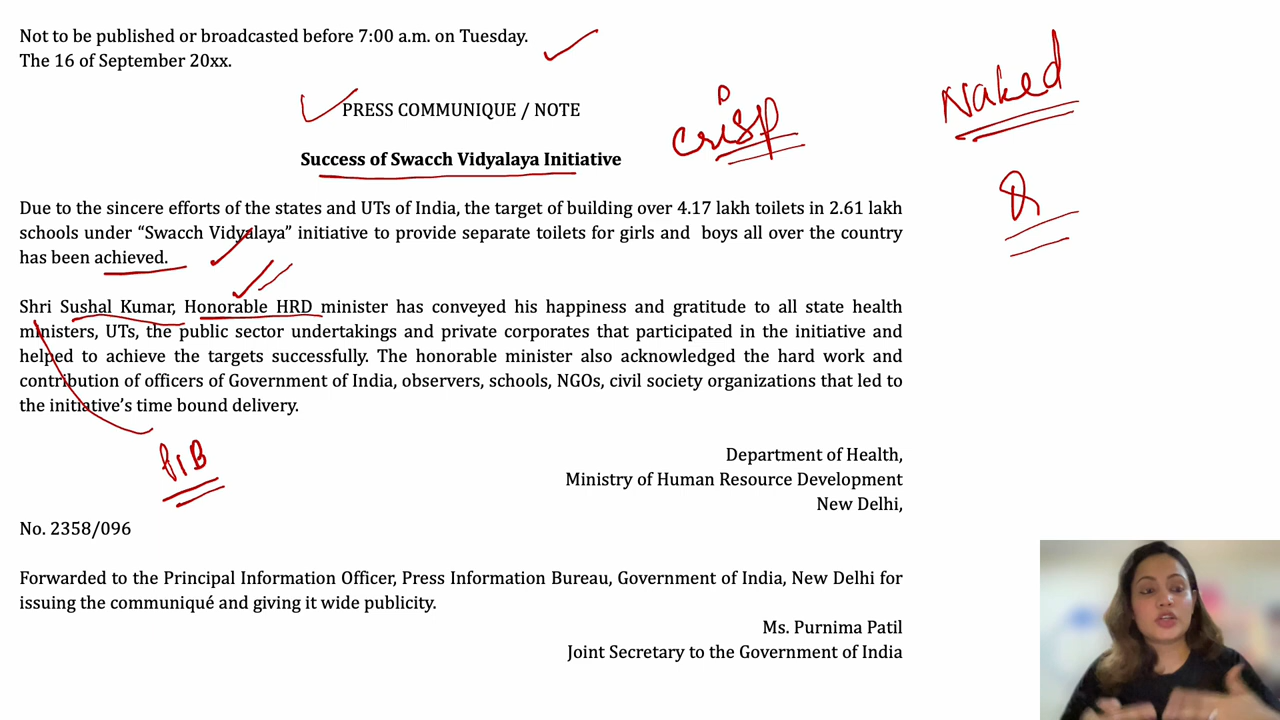 Not to be published or broadcasted before 7:00 a.m. on Tuesday.
The 16 of September 20xx.
PRESS COMMUNIQUE / NOTE
Crisp
Naked
Success of Swacch Vidyalaya Initiative
Due to the sincere efforts of the states and UTs of India, the target of building over 4.17 lakh toilets in 2.61 lakh
schools under “Swacch Vidyalaya” initiative to provide separate toilets for girls and boys all over the country
has been achieved.
Shri Sushal Kumar, Honorable HRD minister has conveyed his happiness and gratitude to all state health
ministers, UTs, the public sector undertakings and private corporates that participated in the initiative and
helped to achieve the targets successfully. The honorable minister also acknowledged the hard work and
contribution of officers of Government of India, observers, schools, NGOs, civil society organizations that led to
the initiative’s time bound delivery.
PIB
Department of Health,
Ministry of Human Resource Development
New Delhi,
No. 2358/096
Forwarded to the Principal Information Officer, Press Information Bureau, Government of India, New Delhi for
issuing the communiqué and giving it wide publicity.
Ms. Purnima Patil
Joint Secretary to the Government of India